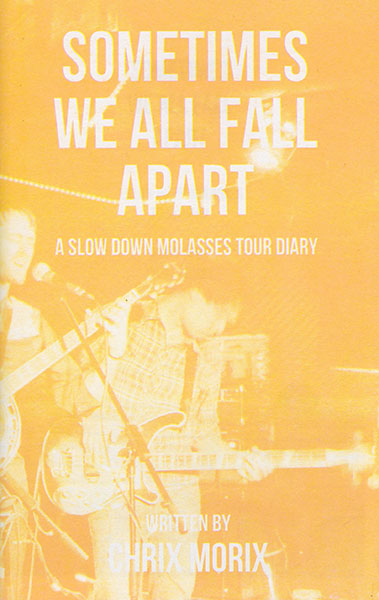 SOMETIMES
WE ALL FALL
APART
A SLOW DOWN MOLASSES TOUR DIARY
WRITTEN BY
CHRIX MORIX